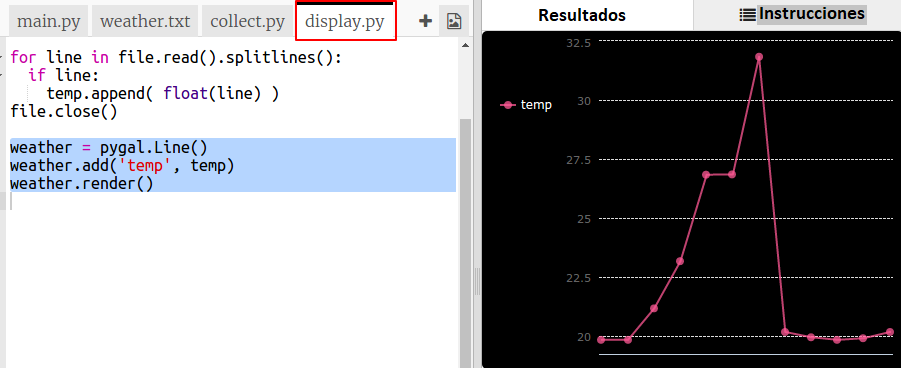 main.py weather.txt collect.py display.py +
for line in file.read().splitlines():
if line:
temp.append( float(line) )
file.close()
weather = pygal.Line()
weather.add('temp', temp)
weather.render()
Resultados Instrucciones
temp
32.5
30
27.5
25
22.5
20